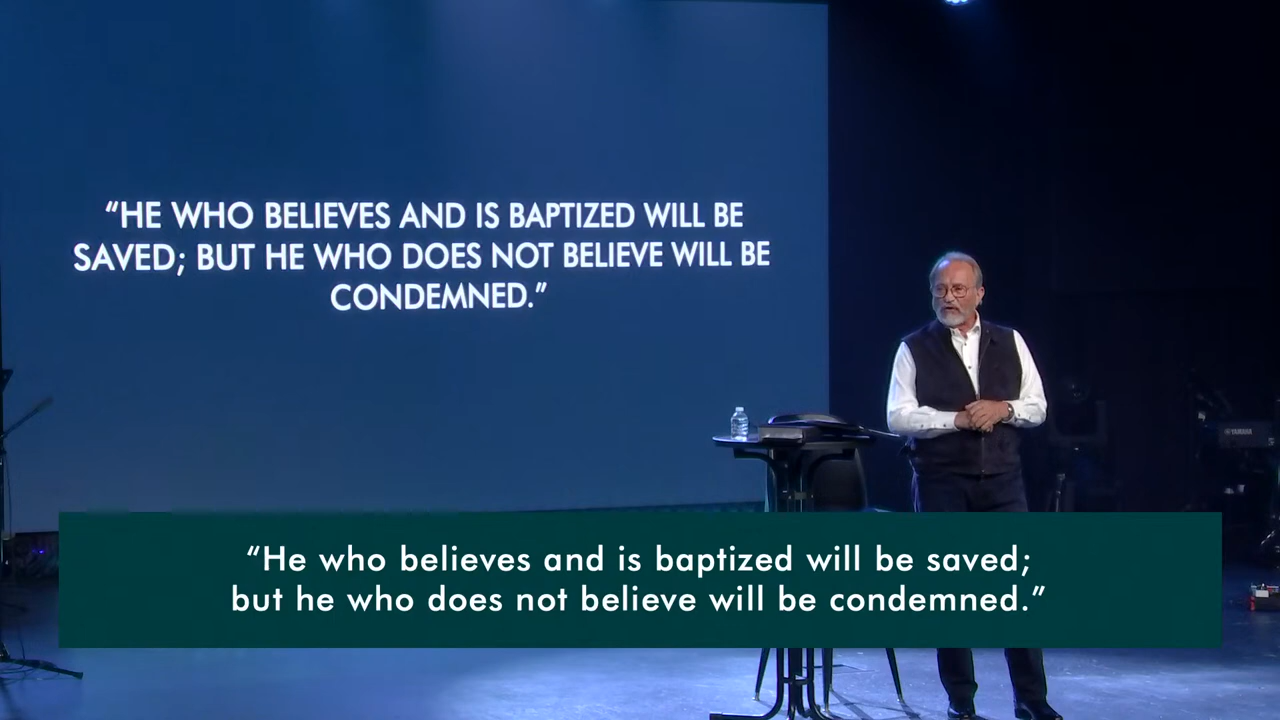 “HE WHO BELIEVES AND IS BAPTIZED WILL BE
SAVED; BUT HE WHO DOES NOT BELIEVE WILL BE
CONDEMNED.”
YAMAHA
“He who believes and is baptized will be saved;
but he who does not believe will be condemned.”